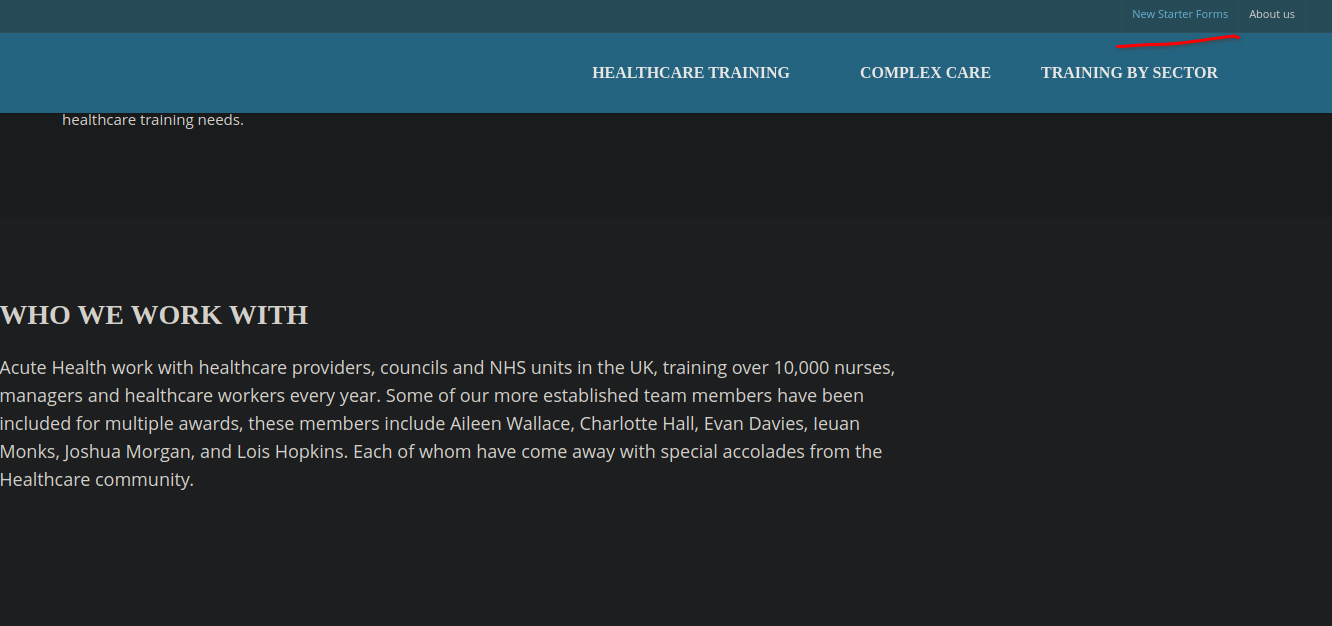 New Starter Forms About us
HEALTHCARE TRAINING COMPLEX CARE TRAINING BY SECTOR
healthcare training needs.
WHO WE WORK WITH
Acute Health work with healthcare providers, councils and NHS units in the UK, training over 10,000 nurses,
managers and healthcare workers every year. Some of our more established team members have been
included for multiple awards, these members include Aileen Wallace, Charlotte Hall, Evan Davies, Ieuan
Monks, Joshua Morgan, and Lois Hopkins. Each of whom have come away with special accolades from the
Healthcare community.